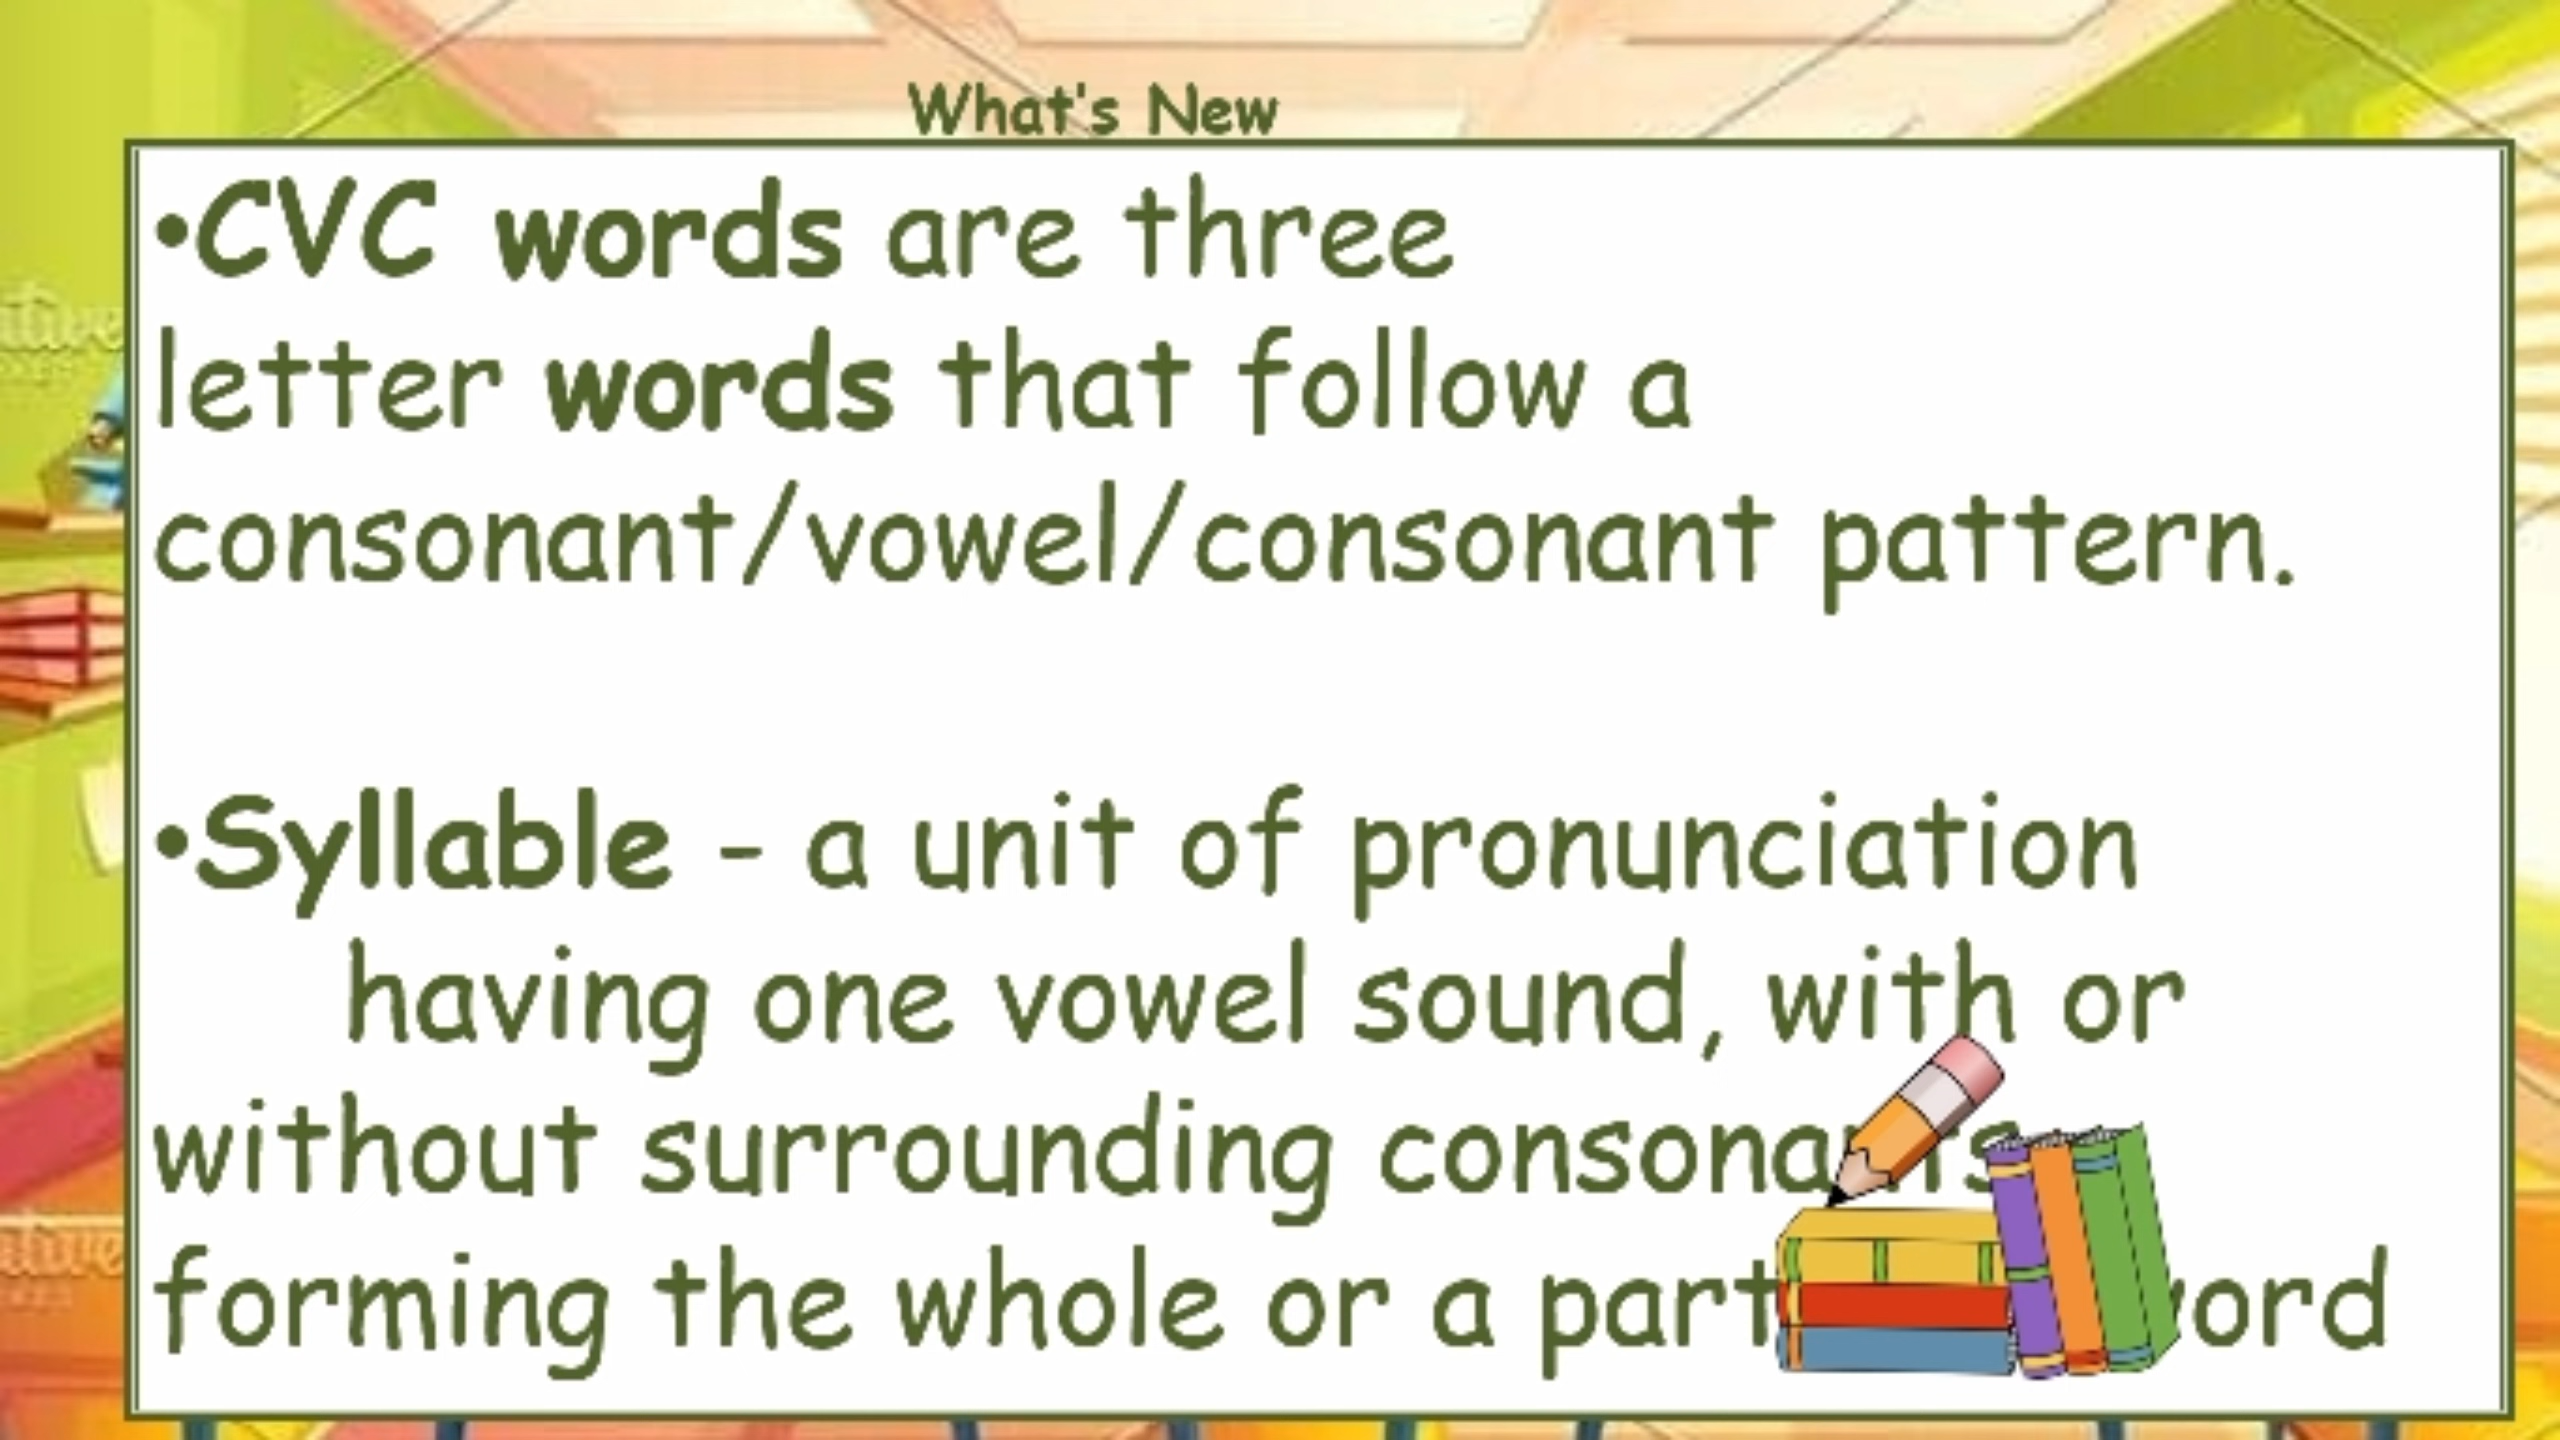 What's New
•CVC words are three
letter words that follow a
consonant/vowel/consonant pattern.
•Syllable - a unit of pronunciation
having one vowel sound, with or
without surrounding consonants
forming the whole or a part